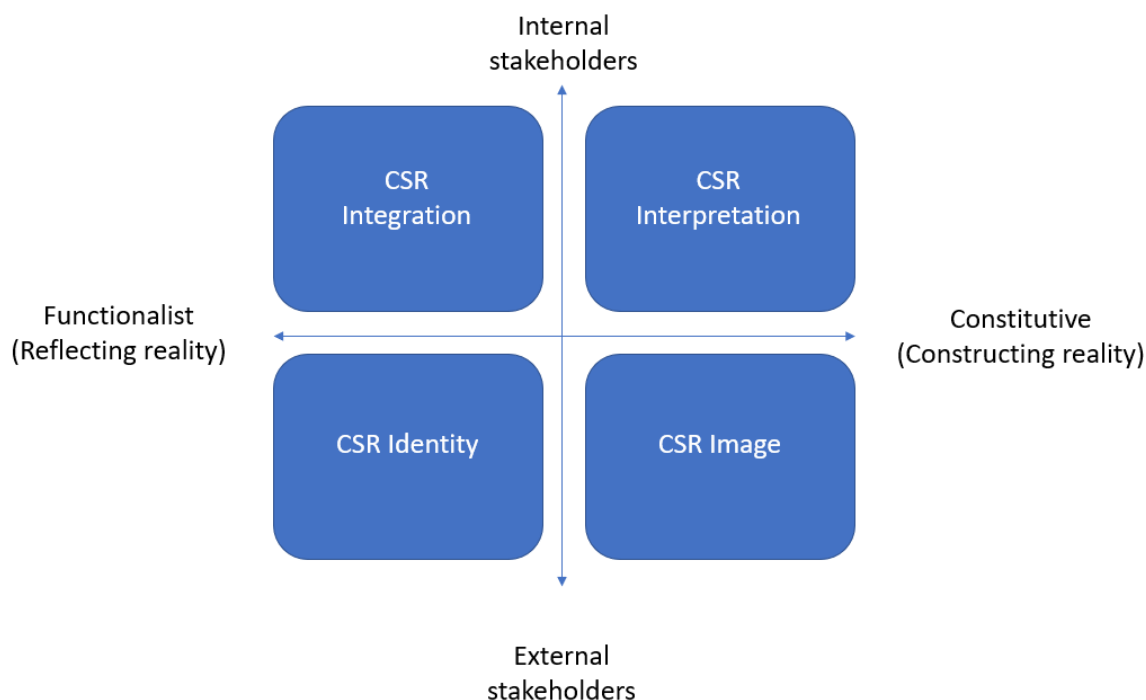 Internal
stakeholders
CSR
Integration
CSR
Interpretation
Functionalist
(Reflecting reality)
Constitutive
(Constructing reality)
CSR Identity
CSR Image
External
stakeholders